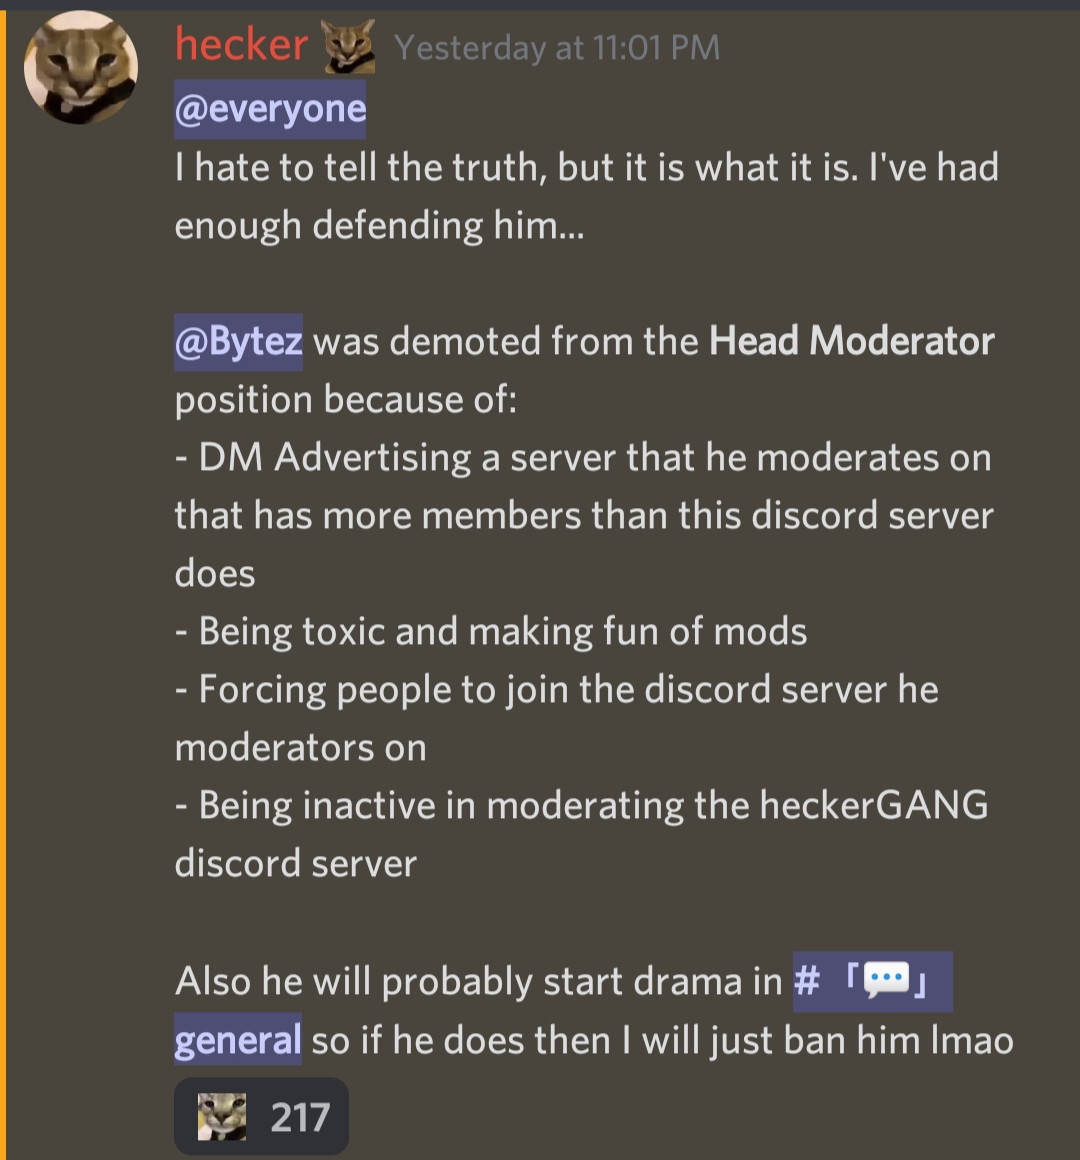 hecker Yesterday at 11:01 PM
@everyone
I hate to tell the truth, but it is what it is. I've had
enough defending him...
@Bytez was demoted from the Head Moderator
position because of:
- DM Advertising a server that he moderates on
that has more members than this discord server
does
- Being toxic and making fun of mods
- Forcing people to join the discord server he
moderators on
- Being inactive in moderating the heckerGANG
discord server
Also he will probably start drama in # 「💬」
general so if he does then I will just ban him lmao
217